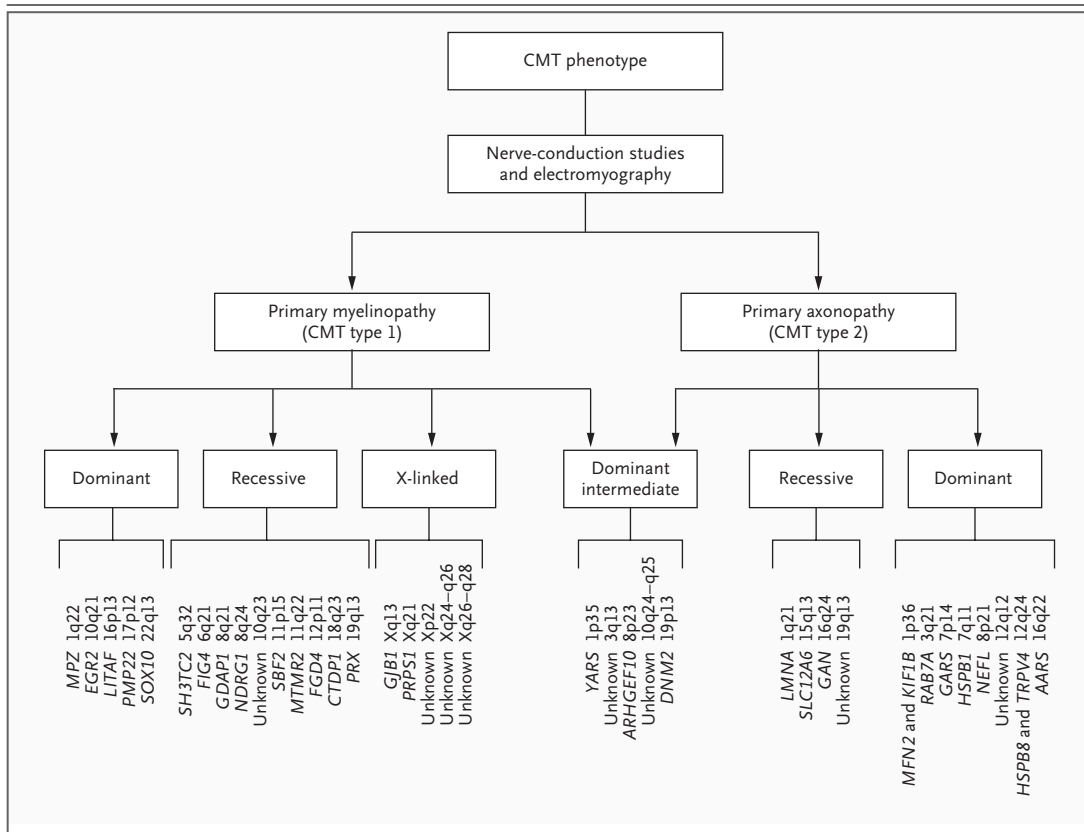 CMT phenotype
Nerve-conduction studies
and electromyography
Primary myelinopathy
(CMT type 1)
Primary axonopathy
(CMT type 2)
Dominant
Recessive
X-linked
Dominant
intermediate
Recessive
Dominant
MPZ 1q22
EGR2 10q21
LITAF 16p13
PMP22 17p12
SOX10 22q13
SH3TC2 5q32
FIG4 6q21
GDAP1 8q21
NDRG1 8q24
Unknown 10q23
SBF2 11p15
MTMR2 11q22
FGD4 12p11
CTDP1 18q23
PRX 19q13
GJB1 Xq13
PRPS1 Xq21
Unknown Xp22
Unknown Xq24–q26
Unknown Xq26–q28
YARS 1p35
Unknown 3q13
ARHGEF10 8p23
Unknown 10q24–q25
DNM2 19p13
LMNA 1q21
SLC12A6 15q13
GAN 16q24
Unknown 19q13
MFN2 and KIF1B 1p36
RAB7A 3q21
GARS 7p14
HSPB1 7q11
NEFL 8p21
Unknown 12q12
HSPB8 and TRPV4 12q24
AARS 16q22